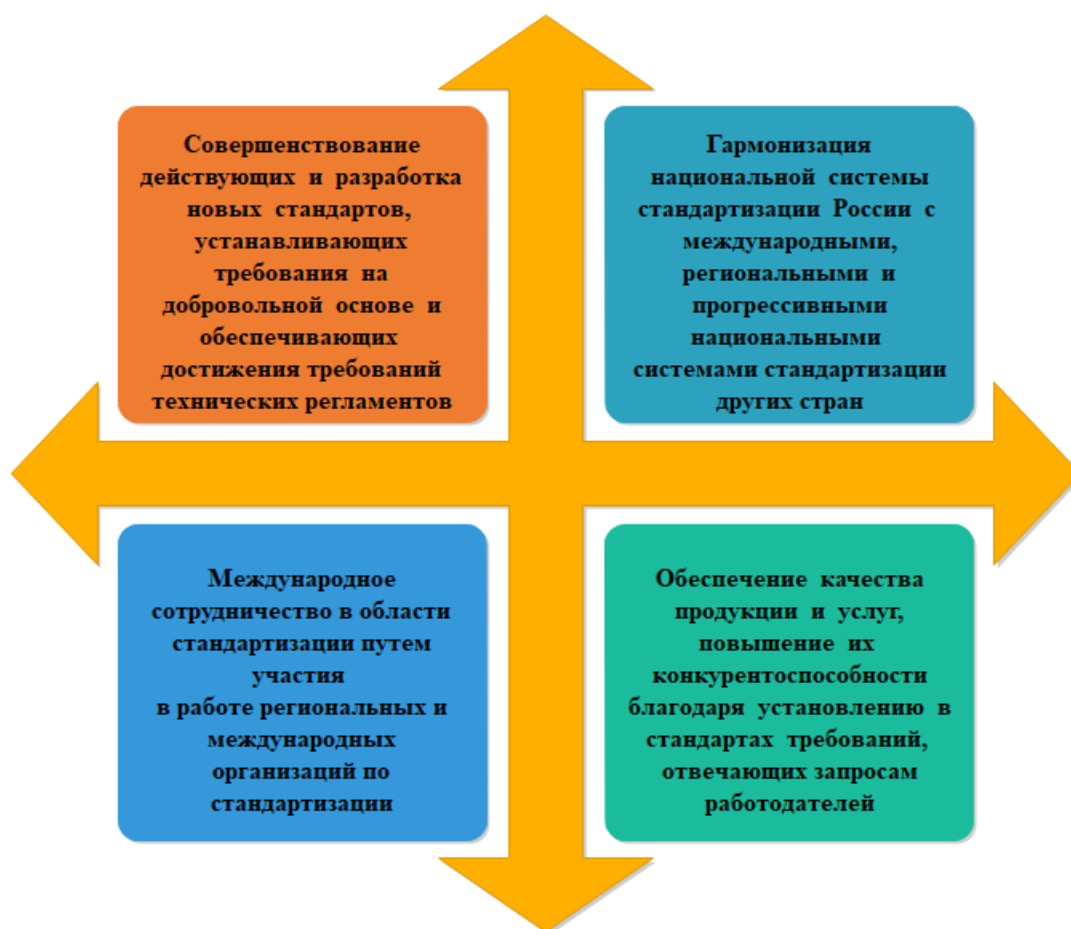 Совершенствование
действующих и разработка
новых стандартов,
устанавливающих
требования на
добровольной основе и
обеспечивающих
достижения требований
технических регламентов
Гармонизация
национальной системы
стандартизации России с
международными,
региональными и
прогрессивными
национальными
системами стандартизации
других стран
Международное
сотрудничество в области
стандартизации путем
участия
в работе региональных и
международных
организаций по
стандартизации
Обеспечение качества
продукции и услуг,
повышение их
конкурентоспособности
благодаря установлению в
стандартах требований,
отвечающих запросам
работодателей